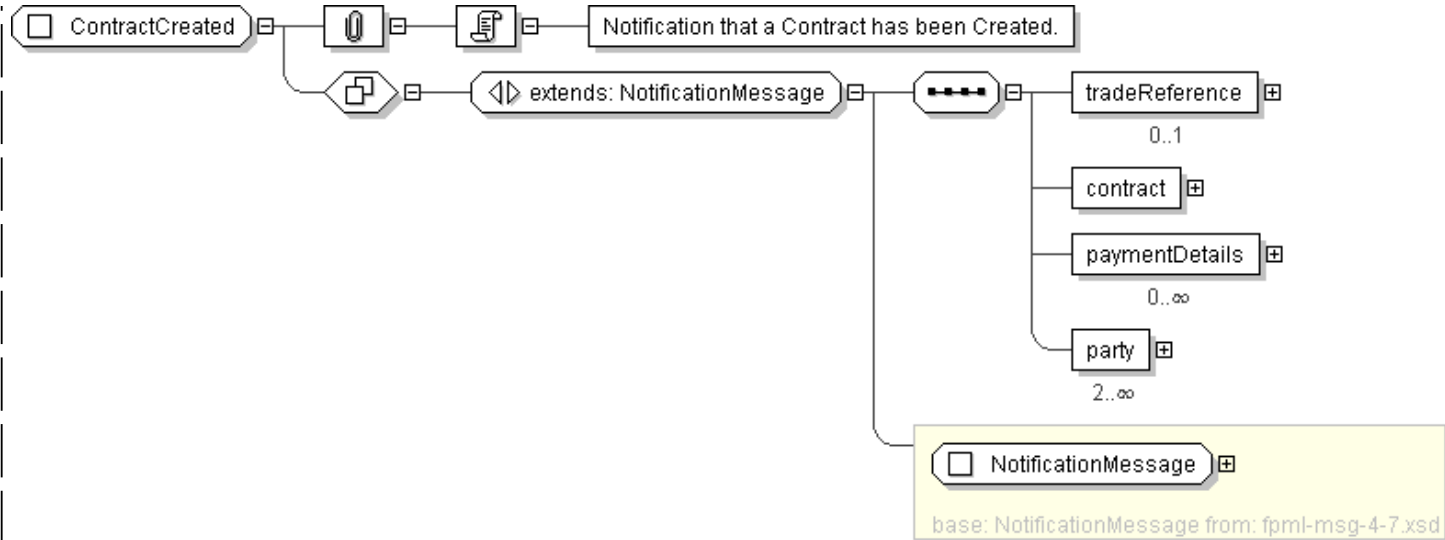 ContractCreated
Notification that a Contract has been Created.
extends: NotificationMessage
tradeReference
0..1
contract
paymentDetails
0..∞
party
2..∞
NotificationMessage
base: NotificationMessage from: fpml-msg-4-7.xsd